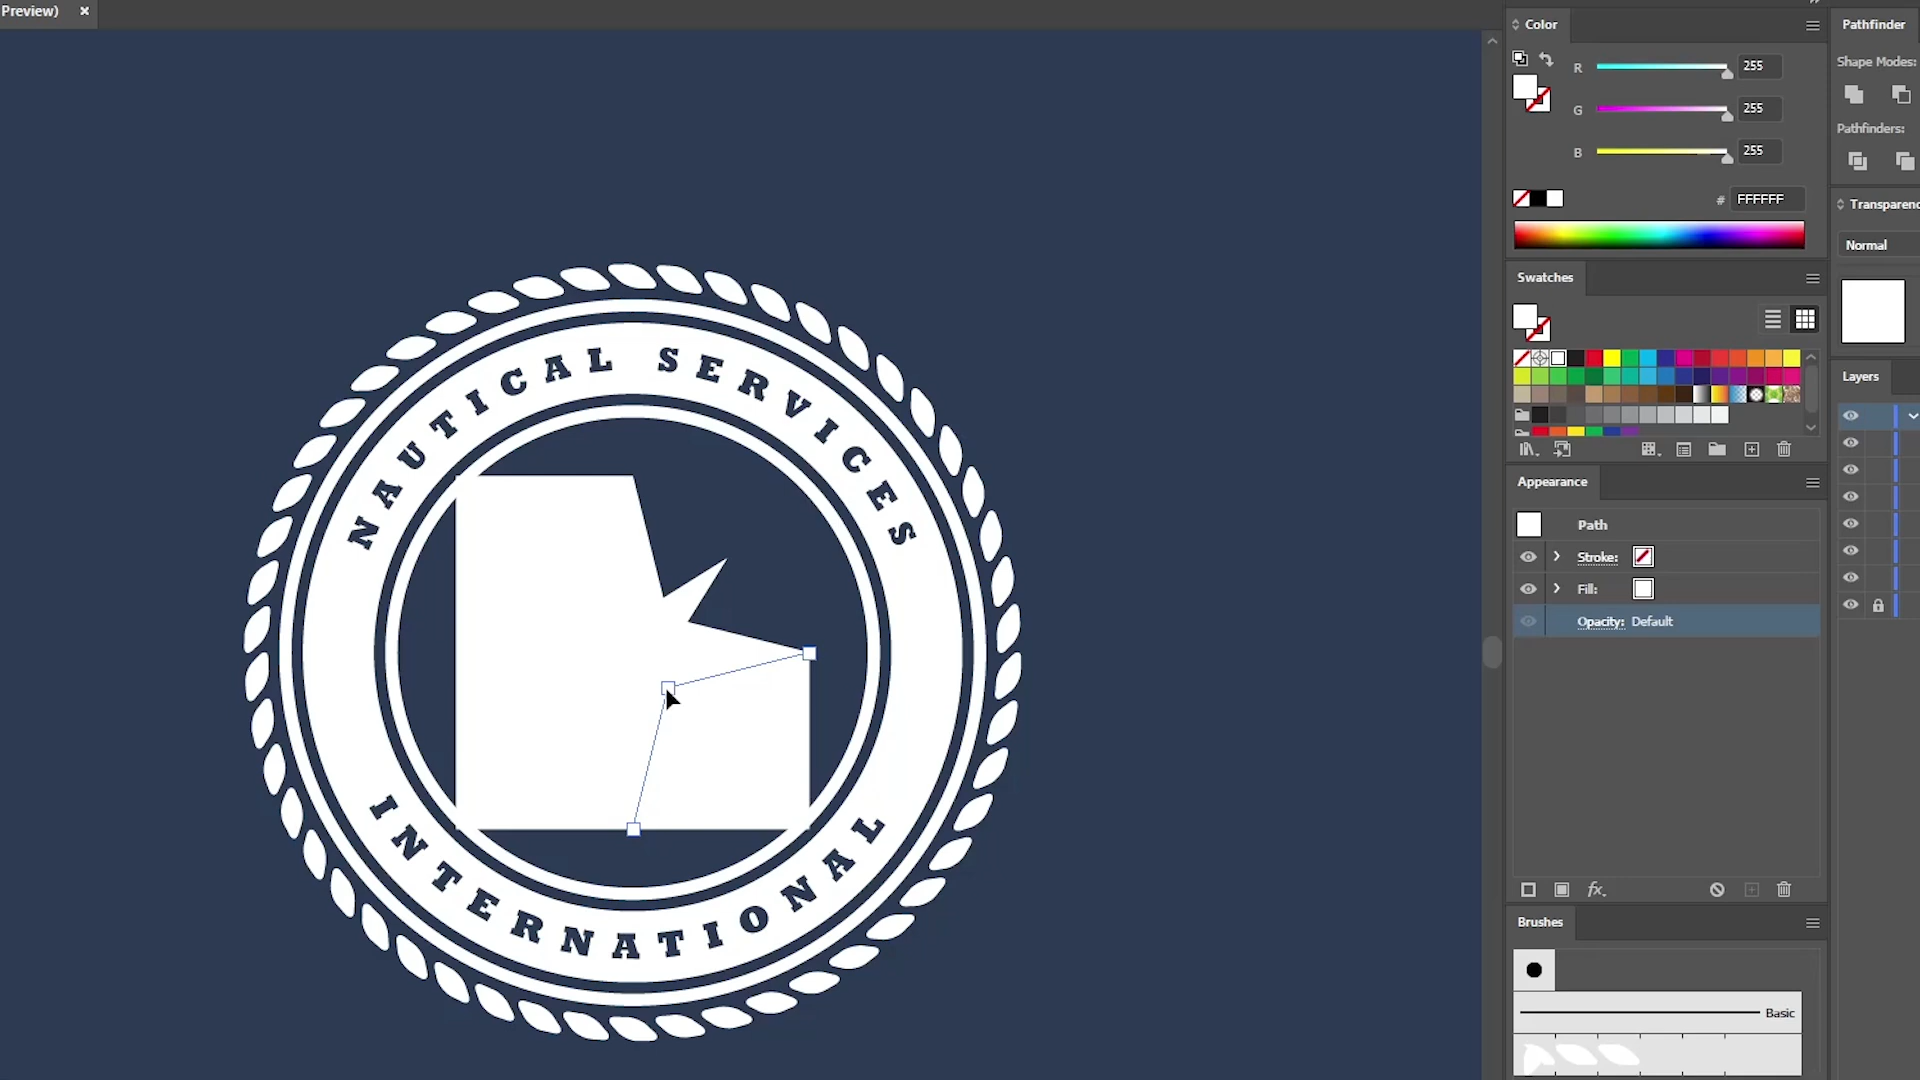 Preview) ×
NAUTICAL SERVICES
INTERNATIONAL
Color
R 255
G 255
B 255
# FFFFFF
Swatches
Appearance
Path
Stroke:
Fill:
Opacity: Default
fx.
Brushes
Basic
Pathfinder
Shape Modes:
Pathfinders:
Transparenc
Normal
Layers